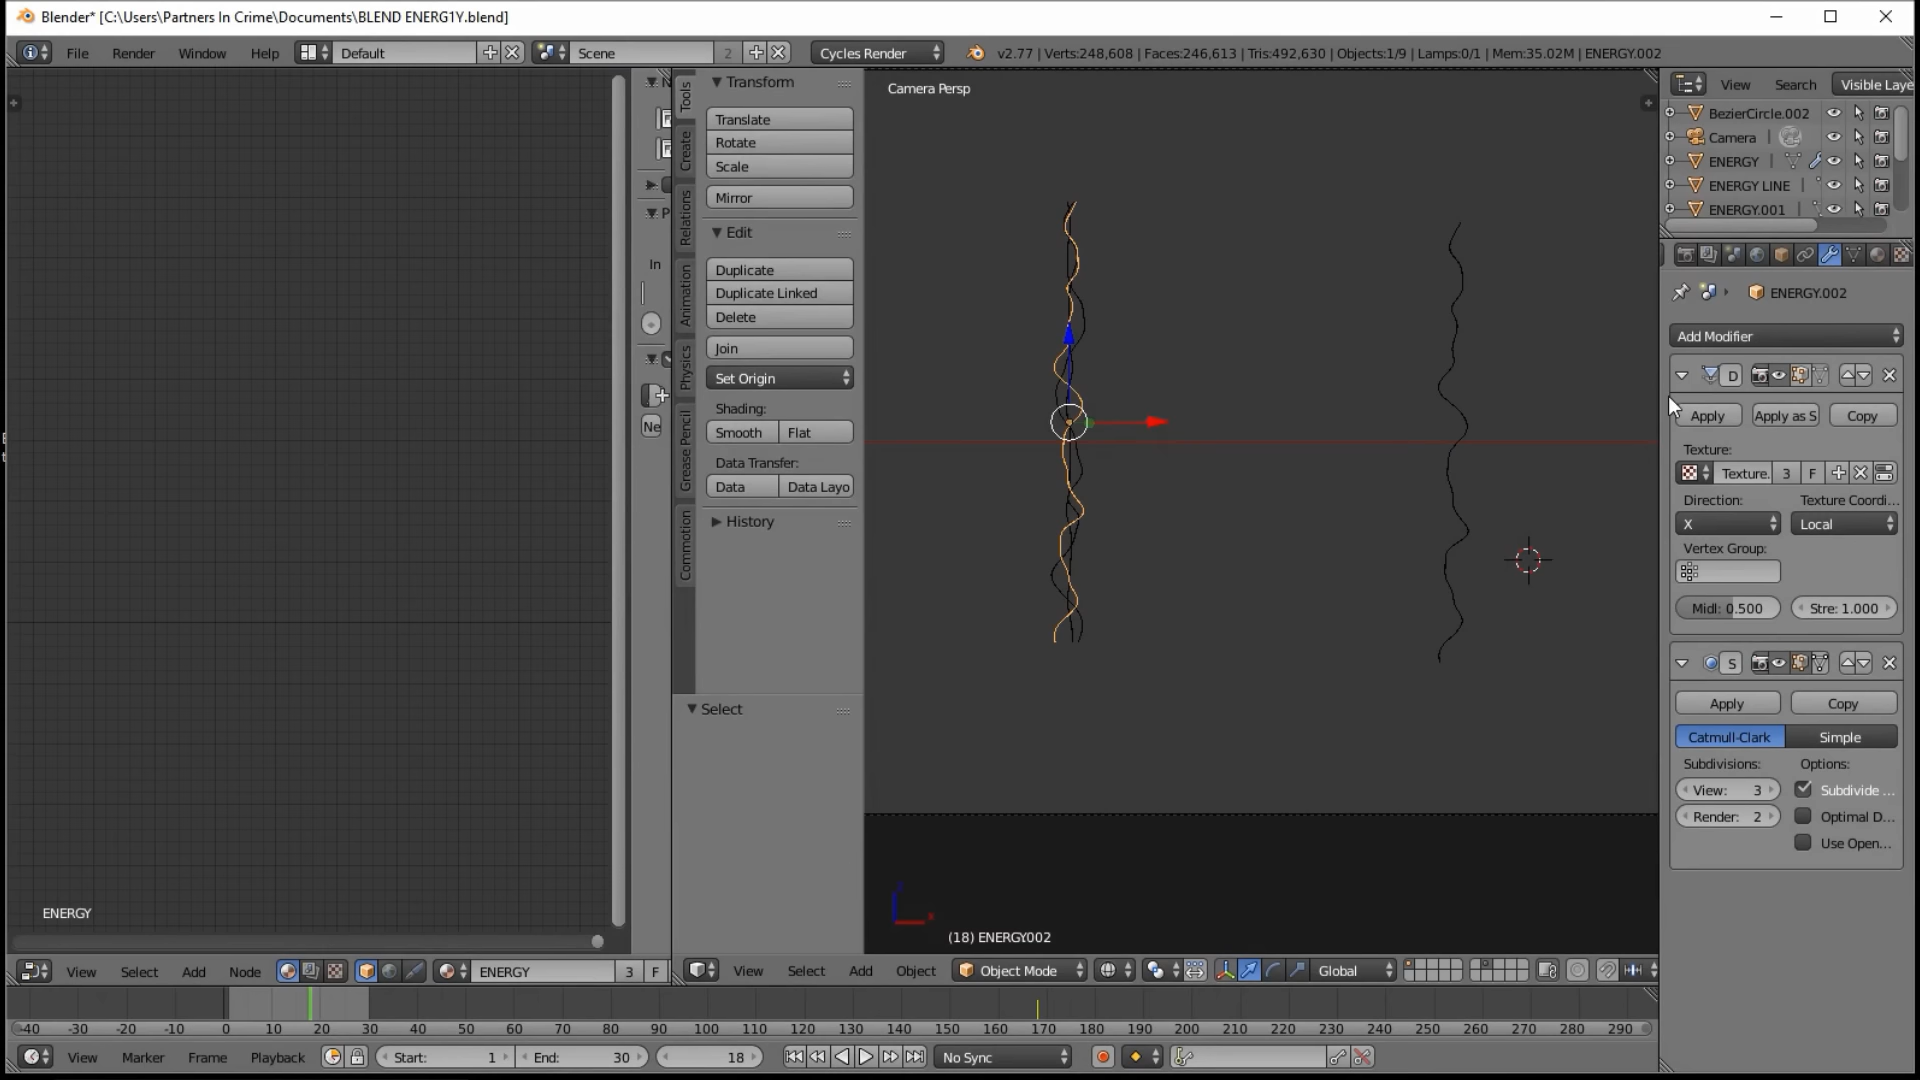 Blender* [C:\Users\Partners In Crime\Documents\BLEND ENERG1Y.blend]
File Render Window Help Default Scene 2 Cycles Render v2.77 | Verts:248,608 | Faces:246,613 | Tris:492,630 | Objects:1/9 | Lamps:0/1 | Mem:35.02M | ENERGY.002
Tools
Create
Relations
Animation
Physics
Grease Pencil
Commotion
In
Ne
Transform
Translate
Rotate
Scale
Mirror
Edit
Duplicate
Duplicate Linked
Delete
Join
Set Origin
Shading:
Smooth Flat
Data Transfer:
Data Data Layo
History
Select
Camera Persp
(18) ENERGY002
View Search Visible Laye
BezierCircle.002
Camera
ENERGY
ENERGY LINE
ENERGY.001
ENERGY.002
Add Modifier
D
Apply Apply as S Copy
Texture:
Texture. 3 F
Direction: Texture Coordi...
X Local
Vertex Group:
Midl: 0.500 Stre: 1.000
S
Apply Copy
Catmull-Clark Simple
Subdivisions: Options:
View: 3 Subdivide ...
Render: 2 Optimal D...
Use Open...
ENERGY
View Select Add Node ENERGY 3 F
View Select Add Object Object Mode Global
-40 -30 -20 -10 0 10 20 30 40 50 60 70 80 90 100 110 120 130 140 150 160 170 180 190 200 210 220 230 240 250 260 270 280 290
View Marker Frame Playback Start: 1 End: 30 18 No Sync